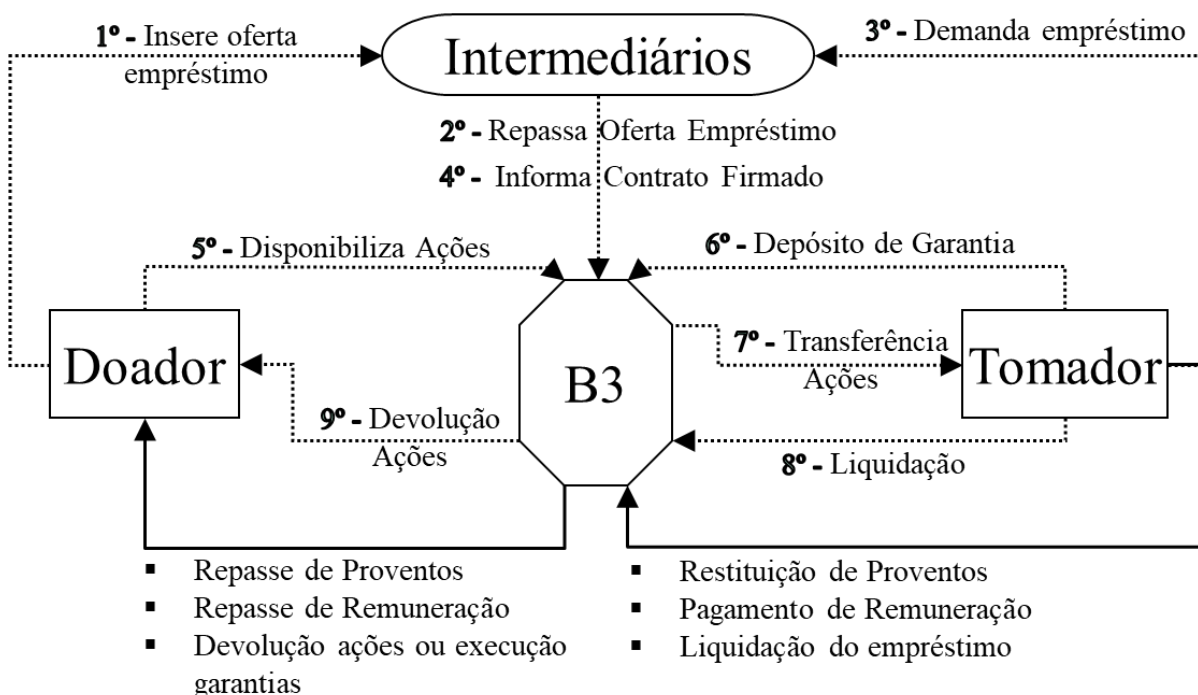 1º - Insere oferta
empréstimo
Intermediários
3º - Demanda empréstimo
2º - Repassa Oferta Empréstimo
4º - Informa Contrato Firmado
5º - Disponibiliza Ações
6º - Depósito de Garantia
Doador
B3
7º - Transferência
Ações
Tomador
9º - Devolução
Ações
8º - Liquidação
▪ Repasse de Proventos
▪ Repasse de Remuneração
▪ Devolução ações ou execução
garantias
▪ Restituição de Proventos
▪ Pagamento de Remuneração
▪ Liquidação do empréstimo